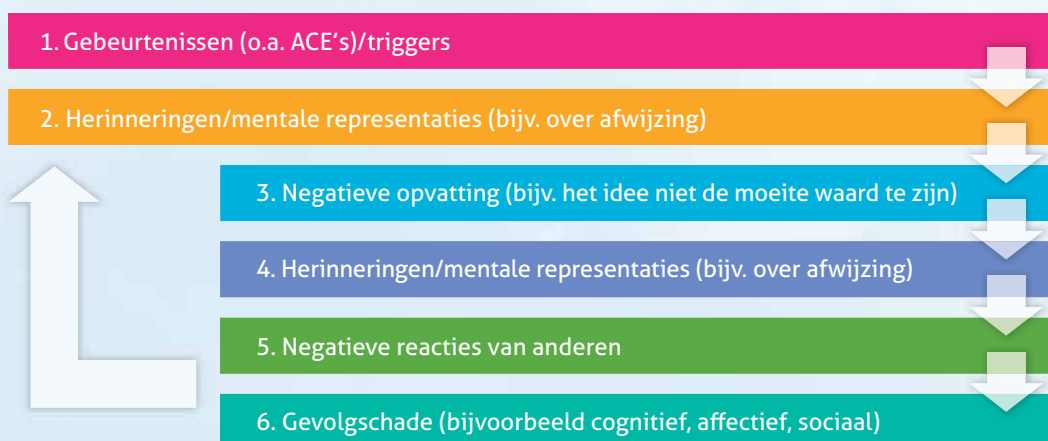 1. Gebeurtenissen (o.a. ACE's)/triggers
2. Herinneringen/mentale representaties (bijv. over afwijzing)
3. Negatieve opvatting (bijv. het idee niet de moeite waard te zijn)
4. Herinneringen/mentale representaties (bijv. over afwijzing)
5. Negatieve reacties van anderen
6. Gevolgschade (bijvoorbeeld cognitief, affectief, sociaal)